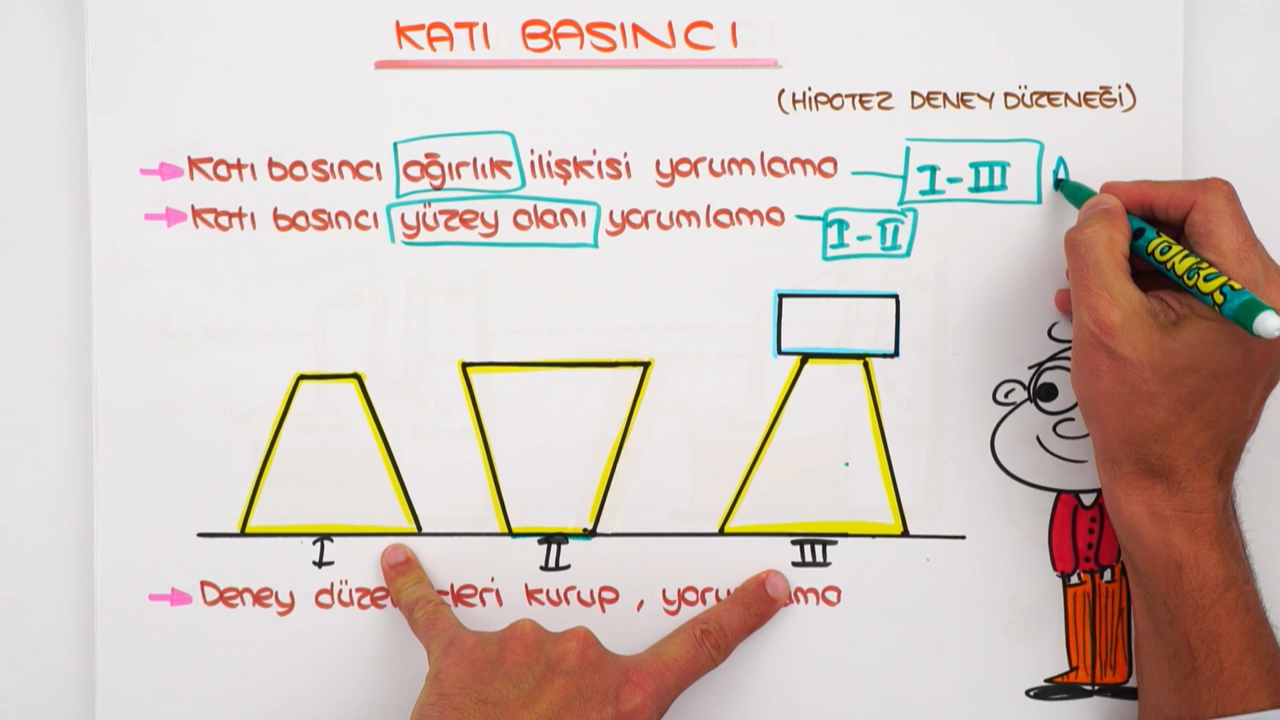 KATI BASINCI
(HİPOTEZ DENEY DÜZENEĞİ)
→ Katı basıncı ağırlık ilişkisi yorumlama — I-III A
→ Katı basıncı yüzey alanı yorumlama - I-II
I II III
→ Deney kurup ,
TONGUÇ